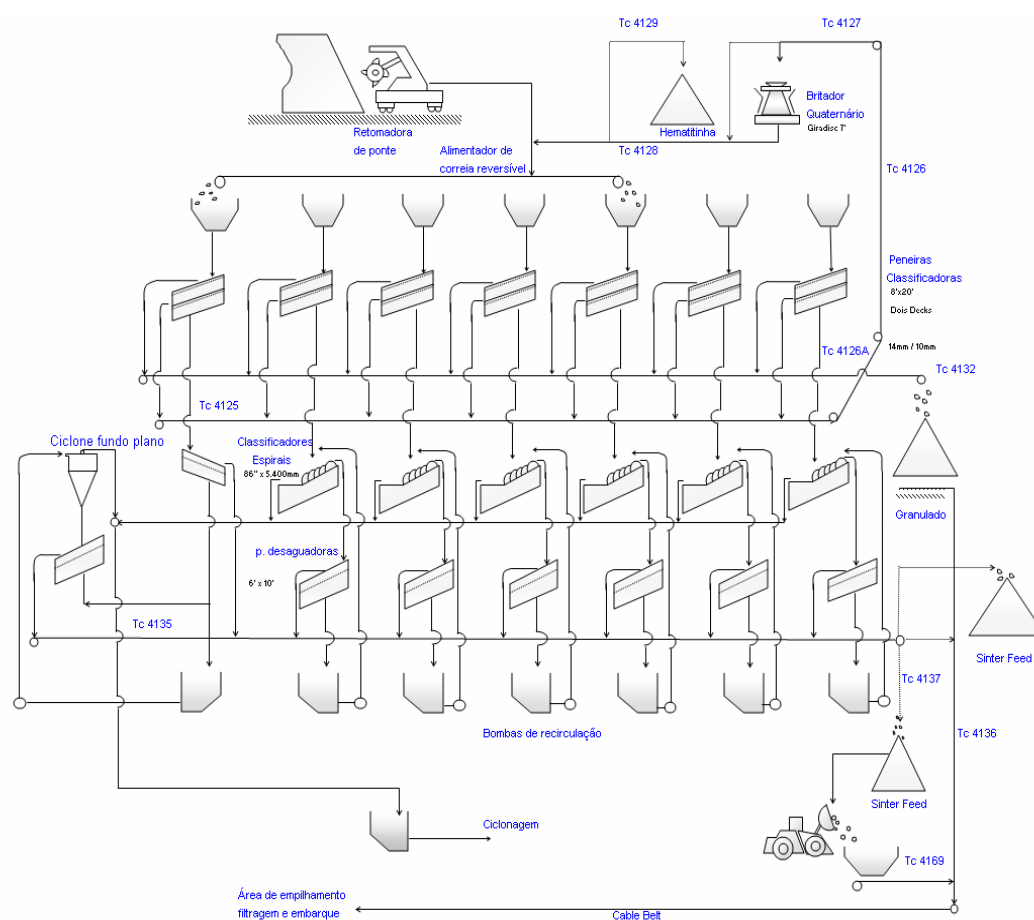 Tc 4129
Tc 4127
Britador
Quaternário
Giradisc 7'
Retomadora
de ponte
Hematitinha
Tc 4128
Alimentador de
correia reversível
Tc 4126
Peneiras
Classificadoras
8'x20'
Dois Decks
14mm / 10mm
Tc 4126A
Tc 4132
Tc 4125
Ciclone fundo plano
Classificadores
Espirais
86" x 5.400mm
Granulado
p. desaguadoras
6' x 10'
Tc 4135
Sinter Feed
Tc 4137
Bombas de recirculação
Tc 4136
Sinter Feed
Ciclonagem
Tc 4169
Área de empilhamento
filtragem e embarque
Cable Belt